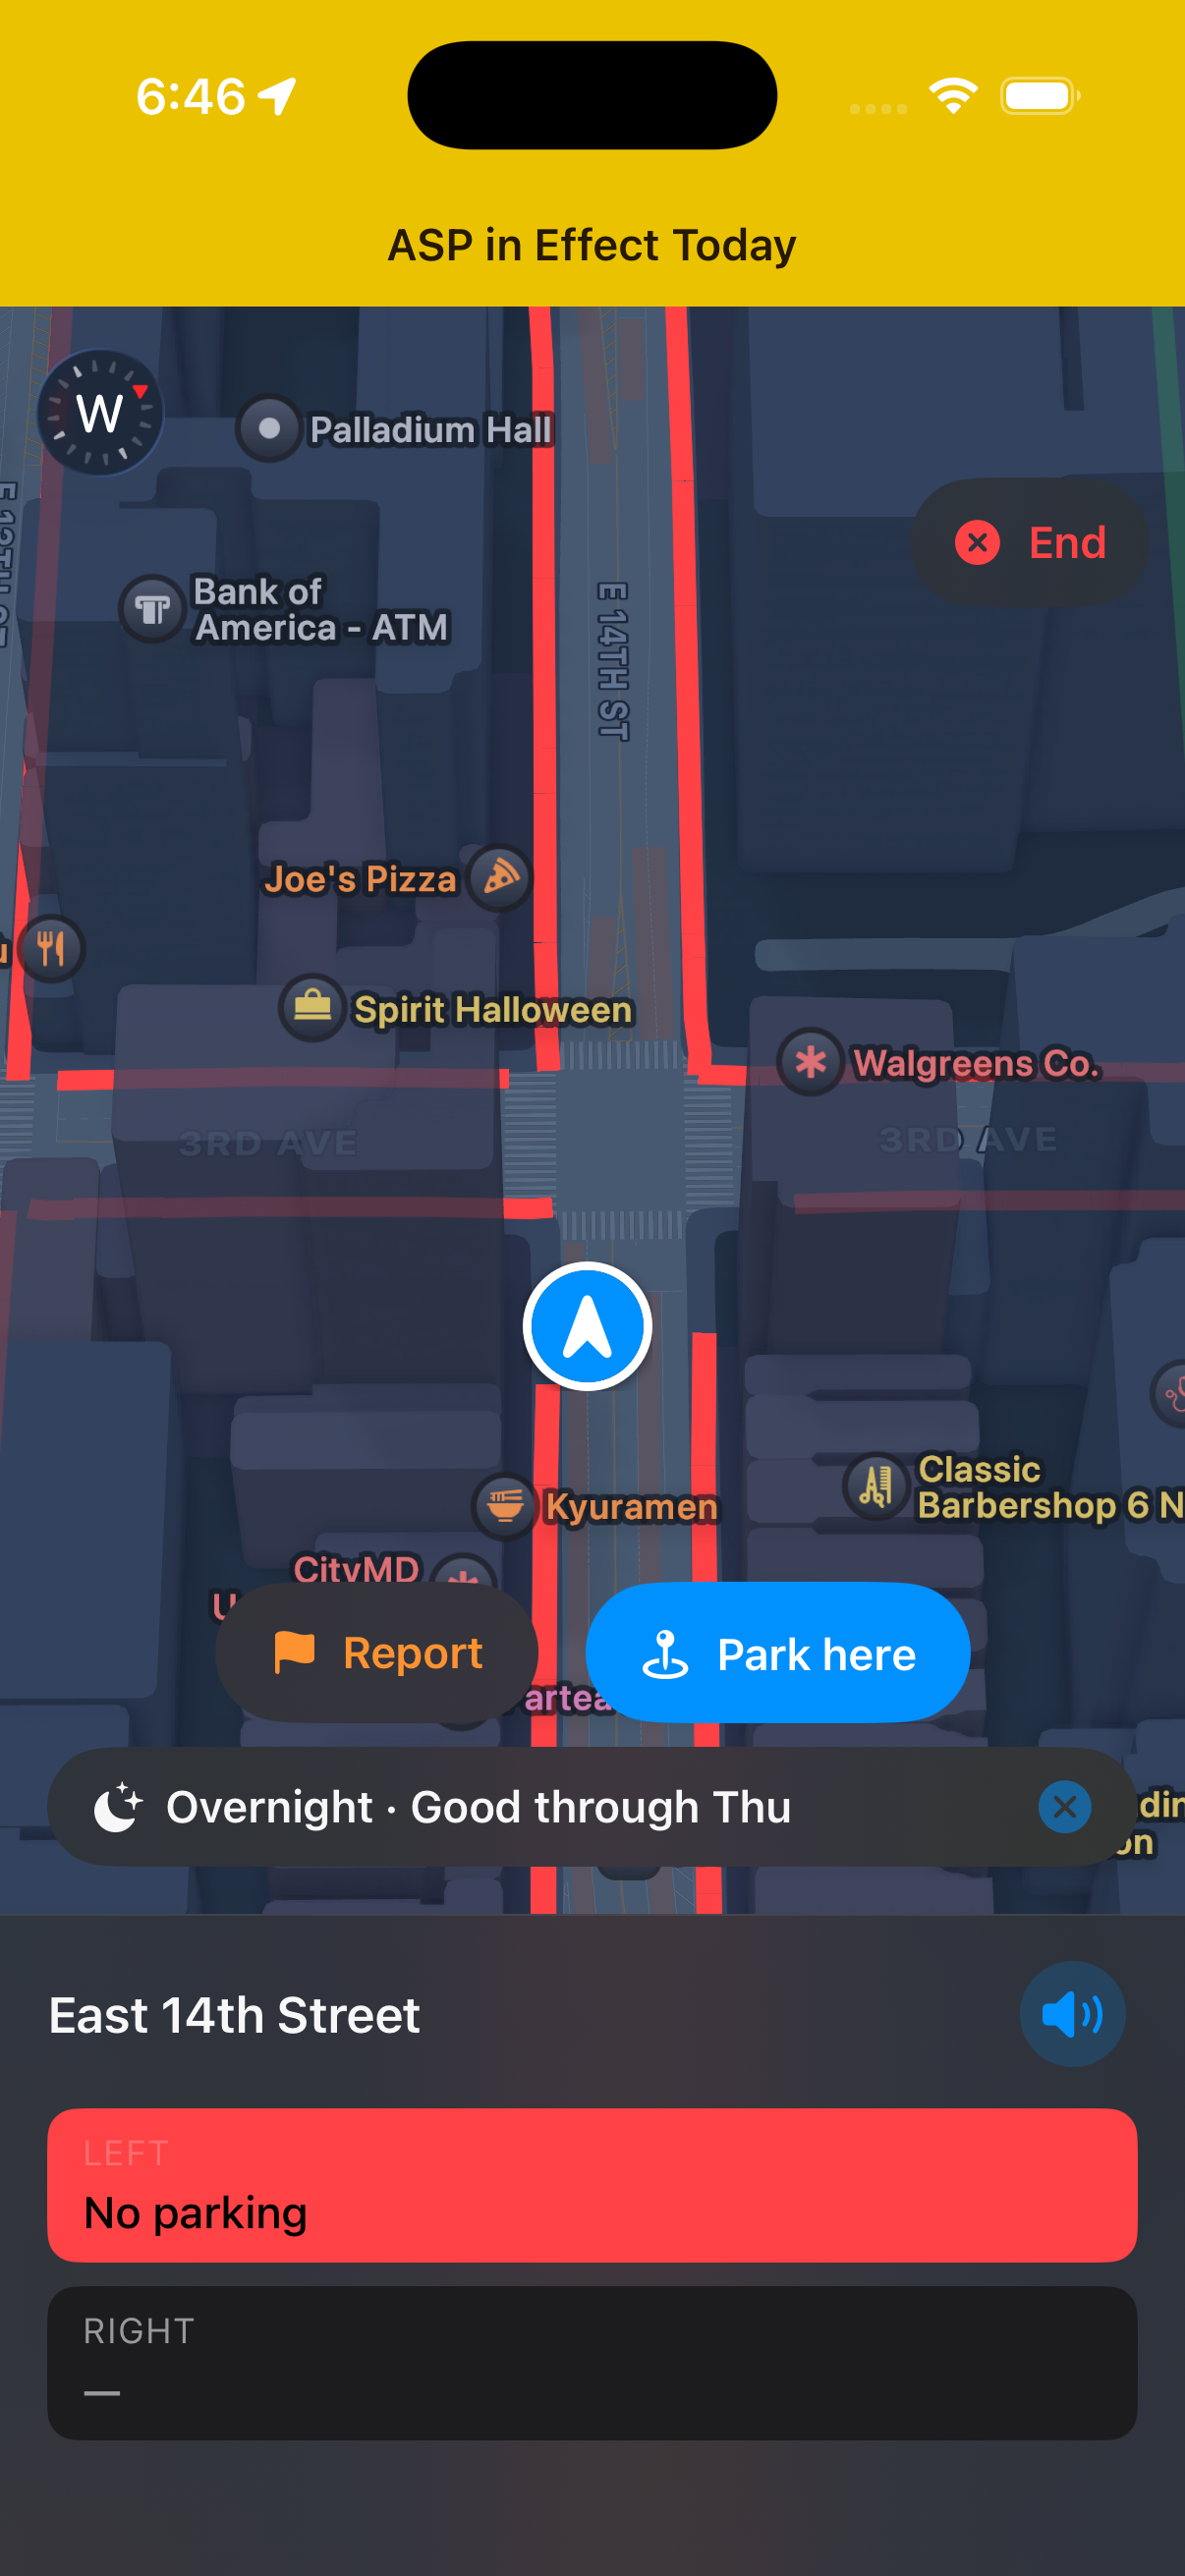 6:46
ASP in Effect Today
W
Palladium Hall
End
Bank of
America - ATM
E 14TH ST
Joe's Pizza
Spirit Halloween
Walgreens Co.
3RD AVE
3RD AVE
Kyuramen
Classic
Barbershop 6 N
CityMD
U
Report
Park here
artea
Overnight · Good through Thu
East 14th Street
LEFT
No parking
RIGHT
—